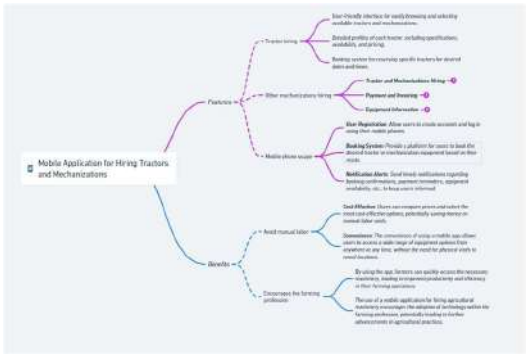 User-friendly interface for easily browsing and selecting
available tractors and mechanizations.
Tractor hiring
Detailed profiles of each tractor, including specifications,
availability, and pricing.
Booking system for reserving specific tractors for desired
dates and times.
Features
Other mechanizations hiring
Tractor and Mechanizations Hiring
Payment and Invoicing
Equipment Information
Mobile phone usage
User Registration: Allow users to create accounts and log in
using their mobile phones.
Booking System: Provide a platform for users to book the
desired tractor or mechanization equipment based on their
needs.
Notification Alerts: Send timely notifications regarding
booking confirmations, payment reminders, equipment
availability, etc., to keep users informed.
Mobile Application for Hiring Tractors
and Mechanizations
Benefits
Avoid manual labor
Cost-Effective: Users can compare prices and select the
most cost-effective options, potentially saving money on
manual labor costs.
Convenience: The convenience of using a mobile app allows
users to access a wide range of equipment options from
anywhere at any time, without the need for physical visits to
rental locations.
Encourages the farming
profession
By using the app, farmers can quickly access the necessary
machinery, leading to improved productivity and efficiency
in their farming operations.
The use of a mobile application for hiring agricultural
machinery encourages the adoption of technology within the
farming profession, potentially leading to further
advancements in agricultural practices.